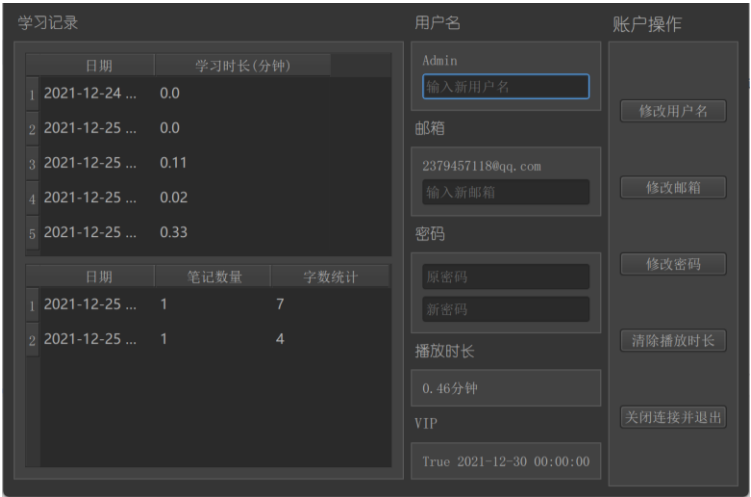 学习记录
日期 学习时长(分钟)
1 2021-12-24 ... 0.0
2 2021-12-25 ... 0.0
3 2021-12-25 ... 0.11
4 2021-12-25 ... 0.02
5 2021-12-25 ... 0.33
日期 笔记数量 字数统计
1 2021-12-25 ... 1 7
2 2021-12-25 ... 1 4
用户名
Admin
输入新用户名
邮箱
2379457118@qq.com
输入新邮箱
密码
原密码
新密码
播放时长
0.46分钟
VIP
True 2021-12-30 00:00:00
账户操作
修改用户名
修改邮箱
修改密码
清除播放时长
关闭连接并退出